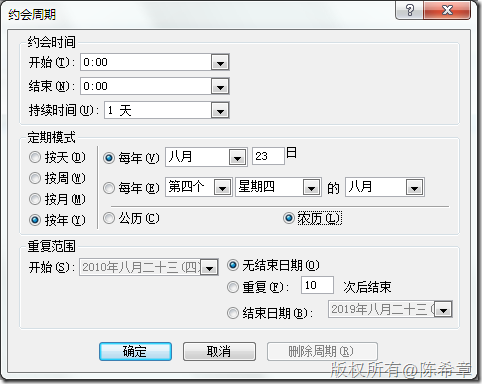 约会周期
约会时间
开始(T): 0:00
结束(N): 0:00
持续时间(U): 1 天
定期模式
按天(D) 每年(V) 八月 23 日
按周(W) 每年(E) 第四个 星期四 的 八月
按月(M)
按年(Y) 公历(C) 农历(L)
重复范围
开始(S): 2010年八月二十三(四) 无结束日期(O)
重复(F): 10 次后结束
结束日期(B): 2019年八月二十三(
确定 取消 删除周期(R)
版权所有@陈希章